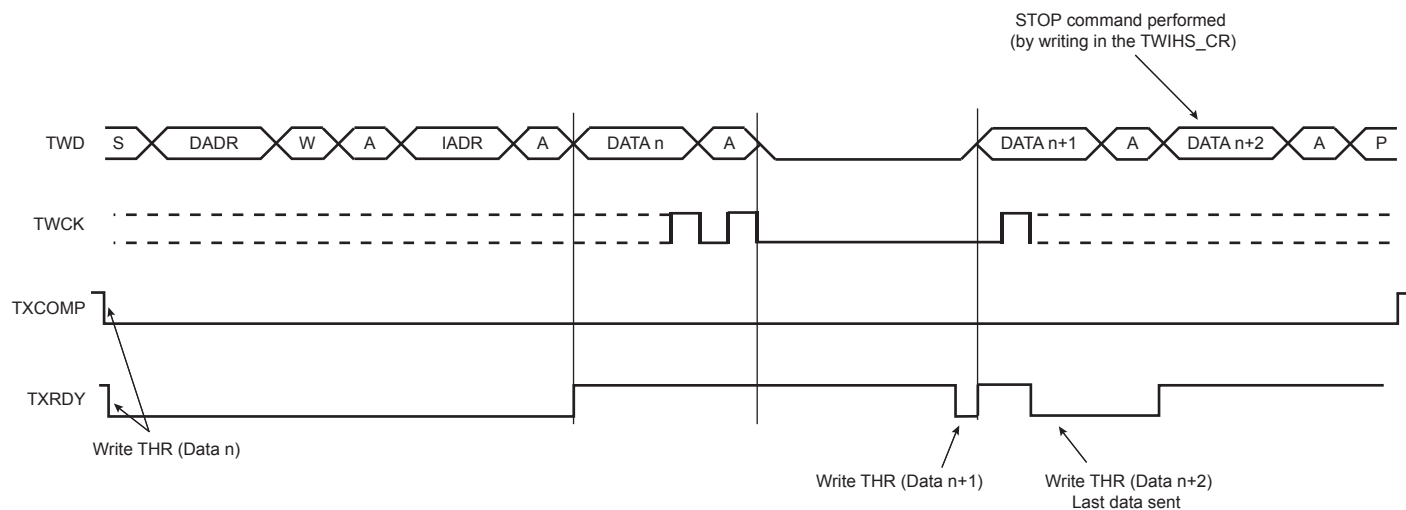 STOP command performed
(by writing in the TWIHS_CR)
TWD S DADR W A IADR A DATA n A DATA n+1 A DATA n+2 A P
TWCK
TXCOMP
TXRDY
Write THR (Data n)
Write THR (Data n+1)
Write THR (Data n+2)
Last data sent